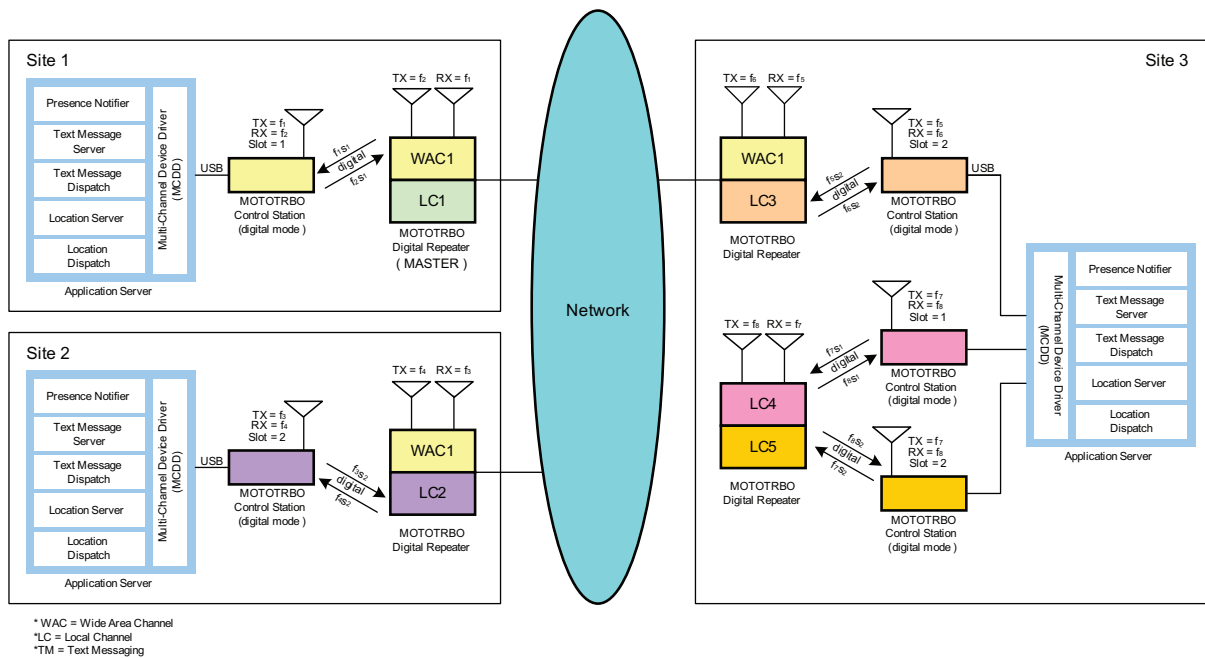 Site 1
Presence Notifier
Text Message
Server
Text Message
Dispatch
Location Server
Location
Dispatch
Multi-Channel Device Driver
(MCDD)
Application Server
USB
TX = f₁
RX = f₂
Slot = 1
MOTOTRBO
Control Station
(digital mode )
f₁s₁
digital
f₂s₁
TX = f₂
RX = f₁
WAC1
LC1
MOTOTRBO
Digital Repeater
( MASTER )
Site 2
Presence Notifier
Text Message
Server
Text Message
Dispatch
Location Server
Location
Dispatch
Multi-Channel Device Driver
(MCDD)
Application Server
USB
TX = f₃
RX = f₄
Slot = 2
MOTOTRBO
Control Station
(digital mode )
f₃s₂
digital
f₄s₂
TX = f₄
RX = f₃
WAC1
LC2
MOTOTRBO
Digital Repeater
Network
Site 3
TX = f₆
RX = f₅
WAC1
LC3
MOTOTRBO
Digital Repeater
f₅s₂
digital
f₆s₂
TX = f₅
RX = f₆
Slot = 2
USB
MOTOTRBO
Control Station
(digital mode )
TX = f₈
RX = f₇
LC4
LC5
MOTOTRBO
Digital Repeater
f₇s₁
digital
f₈s₁
TX = f₇
RX = f₈
Slot = 1
MOTOTRBO
Control Station
(digital mode )
f₈s₂
digital
f₇s₂
TX = f₇
RX = f₈
Slot = 2
MOTOTRBO
Control Station
(digital mode )
Multi-Channel Device Driver
(MCDD)
Presence Notifier
Text Message
Server
Text Message
Dispatch
Location Server
Location
Dispatch
Application Server
* WAC = Wide Area Channel
*LC = Local Channel
*TM = Text Messaging